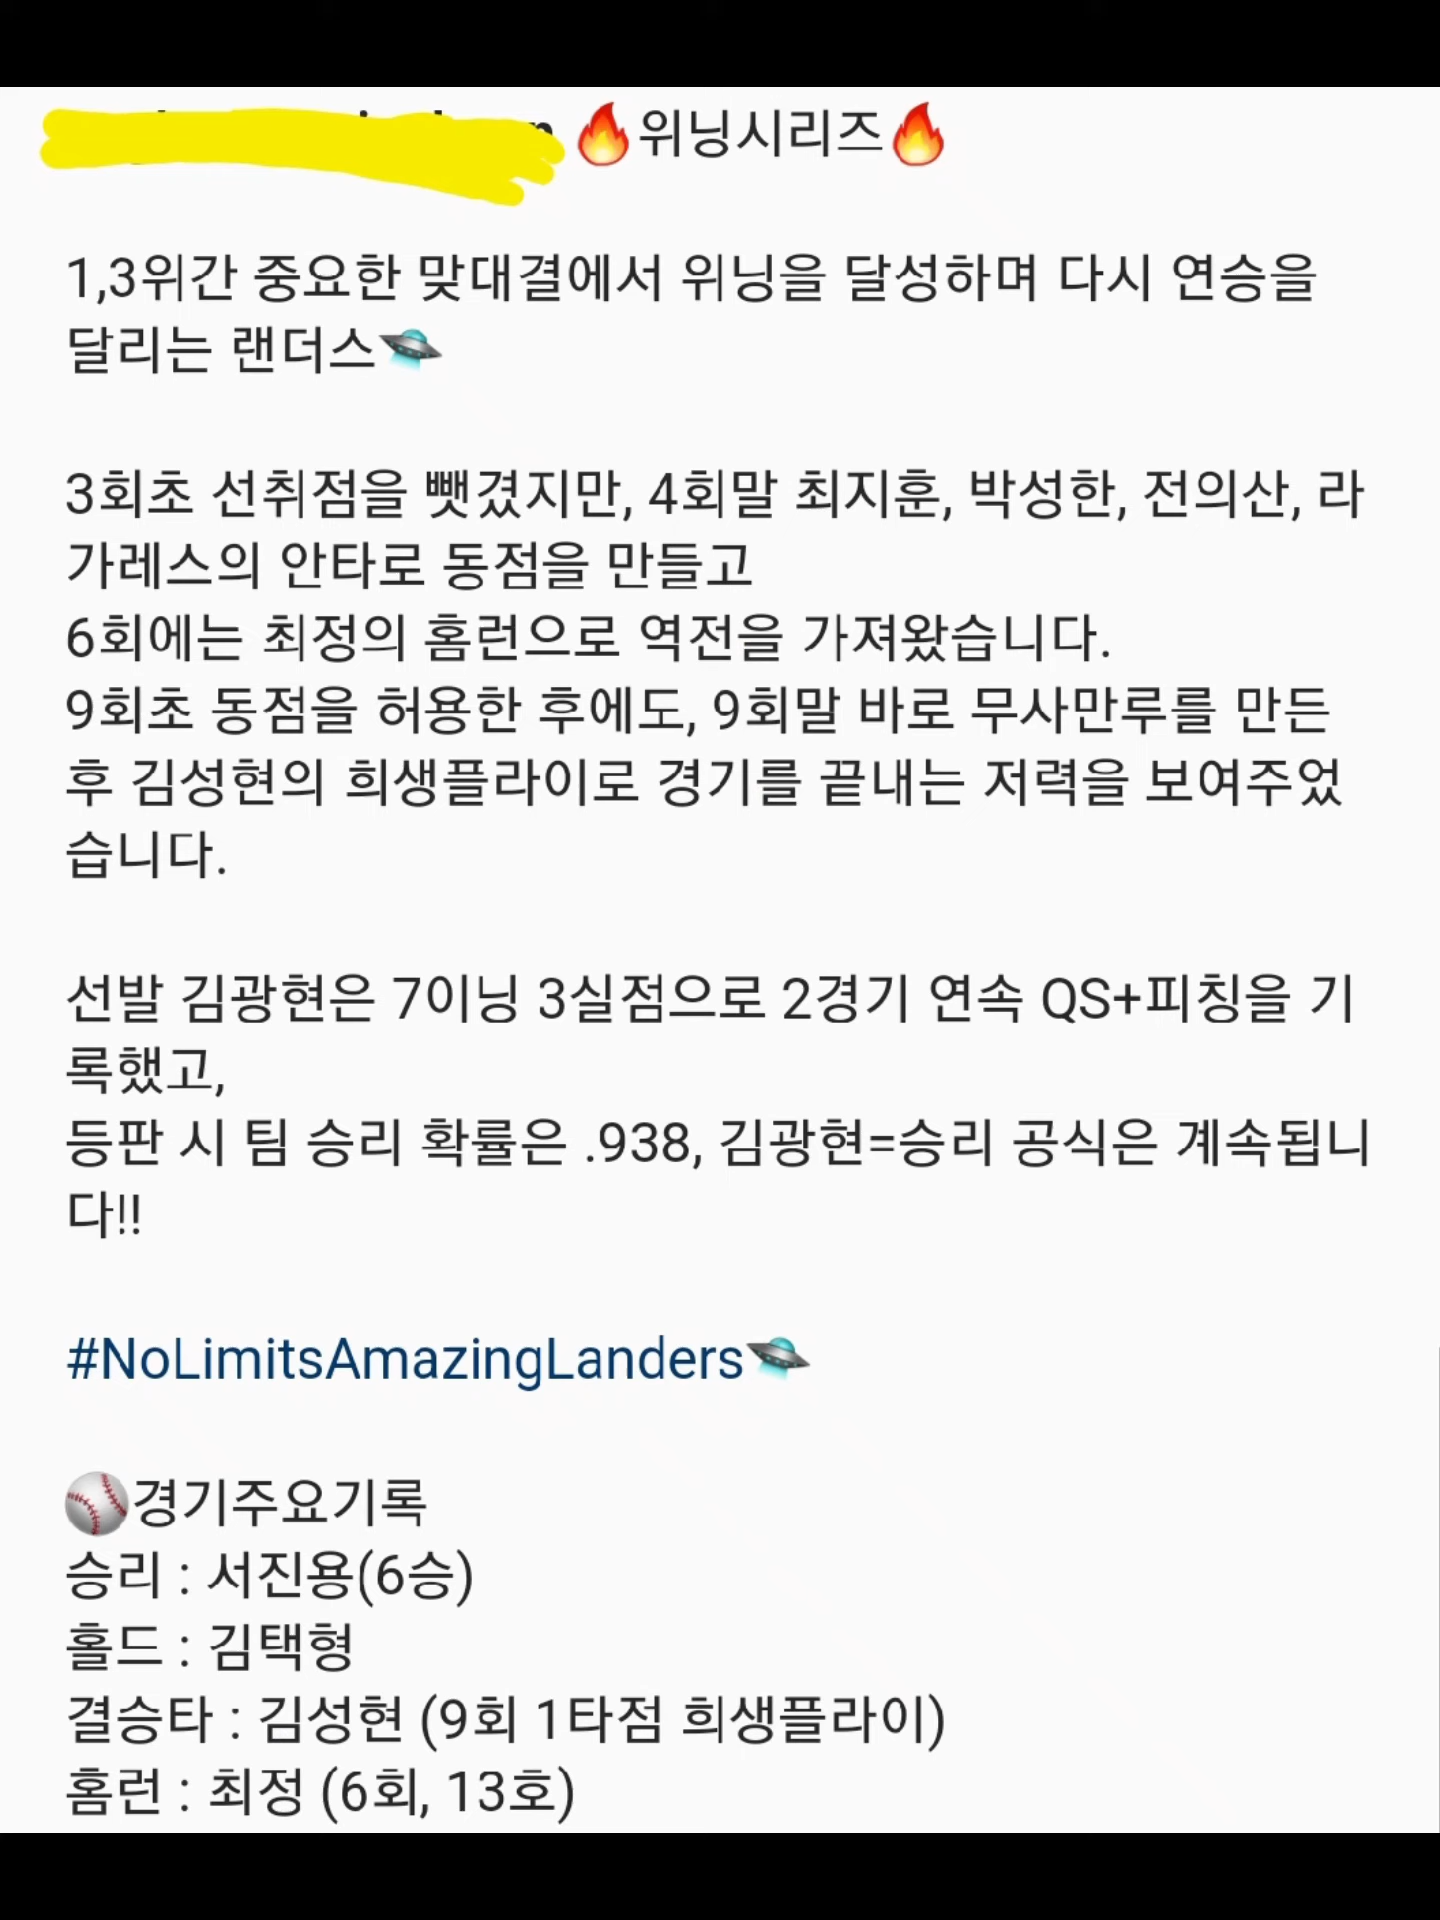 🔥위닝시리즈🔥
1,3위간 중요한 맞대결에서 위닝을 달성하며 다시 연승을
달리는 랜더스🛸
3회초 선취점을 뺏겼지만, 4회말 최지훈, 박성한, 전의산, 라
가레스의 안타로 동점을 만들고
6회에는 최정의 홈런으로 역전을 가져왔습니다.
9회초 동점을 허용한 후에도, 9회말 바로 무사만루를 만든
후 김성현의 희생플라이로 경기를 끝내는 저력을 보여주었
습니다.
선발 김광현은 7이닝 3실점으로 2경기 연속 QS+피칭을 기
록했고,
등판 시 팀 승리 확률은 .938, 김광현=승리 공식은 계속됩니
다!!
#NoLimitsAmazingLanders🛸
⚾경기주요기록
승리 : 서진용(6승)
홀드 : 김택형
결승타 : 김성현 (9회 1타점 희생플라이)
홈런 : 최정 (6회, 13호)